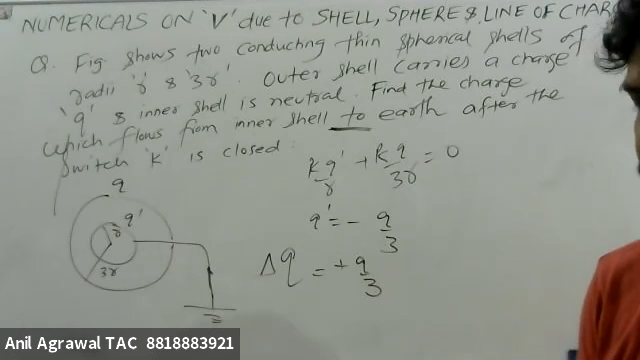 NUMERICALS ON 'V' due to SHELL, SPHERE & LINE OF CHAR
Q. Fig shows two conducting thin spherical shells of
radii 'r' & '3r'. Outer shell carries a charge
'q' & inner shell is neutral. Find the charge
which flows from inner shell to earth after the
switch 'K' is closed.
Kq'/r + Kq/3r = 0
q' = - q/3
Δq = + q/3
q
r q'
3r
Anil Agrawal TAC 8818883921